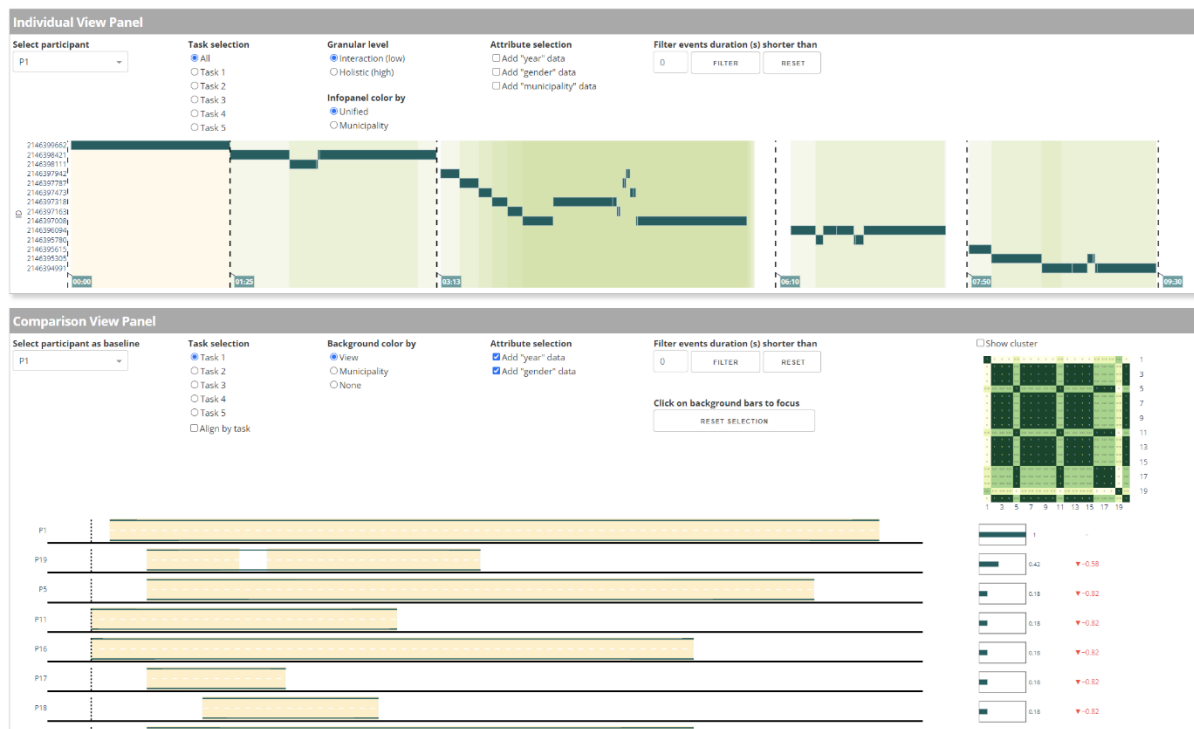 Individual View Panel
Select participant
P1
Task selection
All
Task 1
Task 2
Task 3
Task 4
Task 5
Granular level
Interaction (low)
Holistic (high)
Infopanel color by
Unified
Municipality
Attribute selection
Add "year" data
Add "gender" data
Add "municipality" data
Filter events duration (s) shorter than
0
FILTER
RESET
ID
2146399662
2146398421
2146398111
2146397942
2146397787
2146397473
2146397318
2146397163
2146397008
2146396094
2146395780
2146395615
2146395305
2146394991
00:00
01:25
03:13
06:10
07:50
09:30
Comparison View Panel
Select participant as baseline
P1
Task selection
Task 1
Task 2
Task 3
Task 4
Task 5
Align by task
Background color by
View
Municipality
None
Attribute selection
Add "year" data
Add "gender" data
Filter events duration (s) shorter than
0
FILTER
RESET
Click on background bars to focus
RESET SELECTION
Show cluster
1
3
5
7
9
11
13
15
17
19
1 3 5 7 9 11 13 15 17 19
P1 1 -
P19 0.42 ▼−0.58
P5 0.18 ▼−0.82
P11 0.18 ▼−0.82
P16 0.18 ▼−0.82
P17 0.18 ▼−0.82
P18 0.18 ▼−0.82